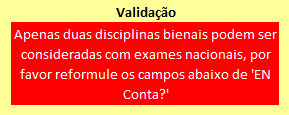 Validação
Apenas duas disciplinas bienais podem ser
consideradas com exames nacionais, por
favor reformule os campos abaixo de 'EN
Conta?'